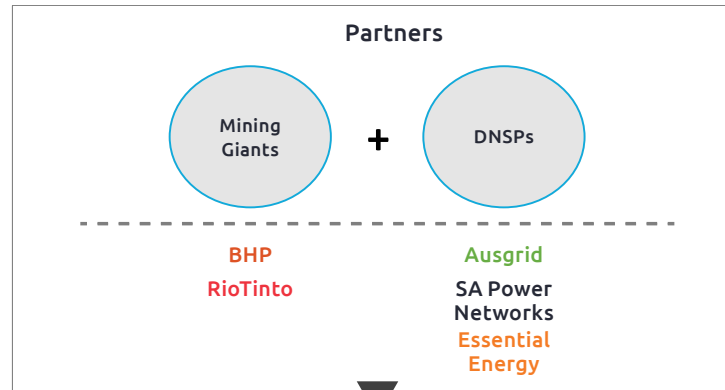 Partners
Mining
Giants
+
DNSPs
BHP
RioTinto
Ausgrid
SA Power
Networks
Essential
Energy